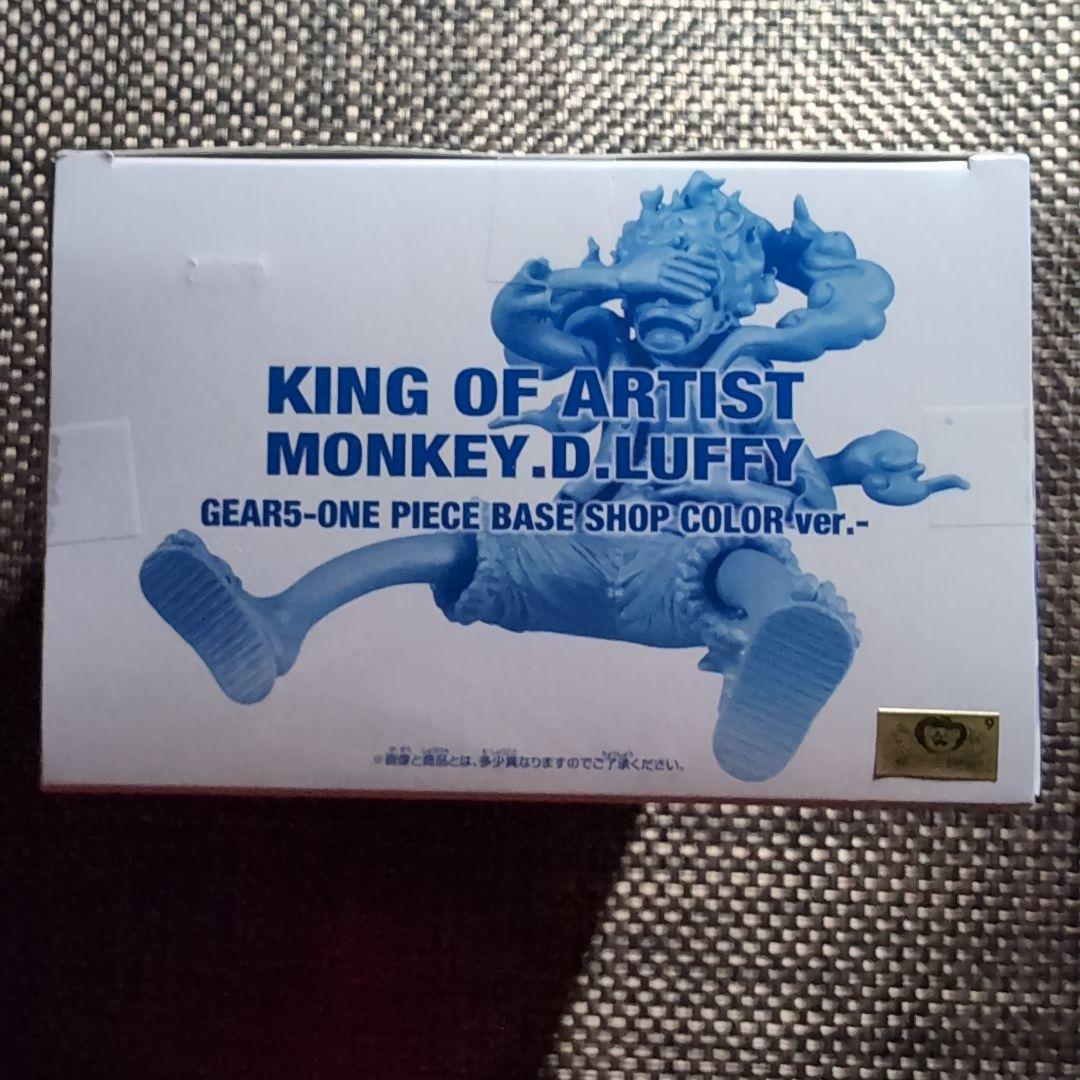 KING OF ARTIST
MONKEY.D.LUFFY
GEAR5-ONE PIECE BASE SHOP COLOR ver.-
※画像と商品とは、多少異なりますのでご了承ください。